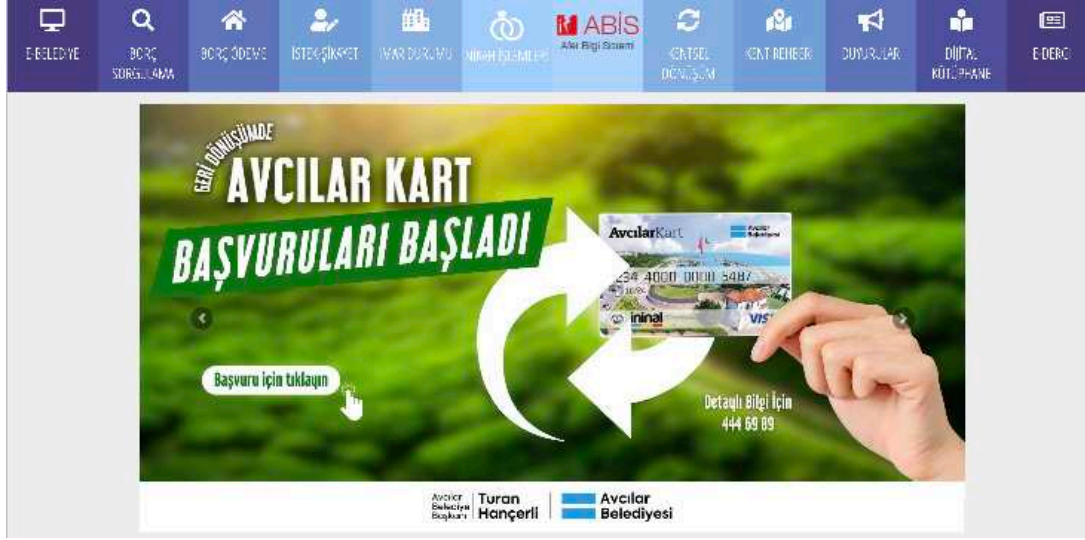 E-BELEDİYE
BORÇ
SORGULAMA
BORÇ ÖDEME
İSTEK-ŞİKAYET
İMAR DURUMU
NİKAH İŞLEMLERİ
ABİS
Afet Bilgi Sistemi
KENTSEL
DÖNÜŞÜM
KENT REHBERİ
DUYURULAR
DİJİTAL
KÜTÜPHANE
E-DERGİ
GERİ DÖNÜŞÜMDE
AVCILAR KART
BAŞVURULARI BAŞLADI
AvcılarKart
Avcılar
Belediyesi
234 4000 0000 5487
ininal
VIS
Başvuru için tıklayın
Detaylı Bilgi İçin
444 69 89
Avcılar
Belediye
Başkanı
Turan
Hançerli
Avcılar
Belediyesi